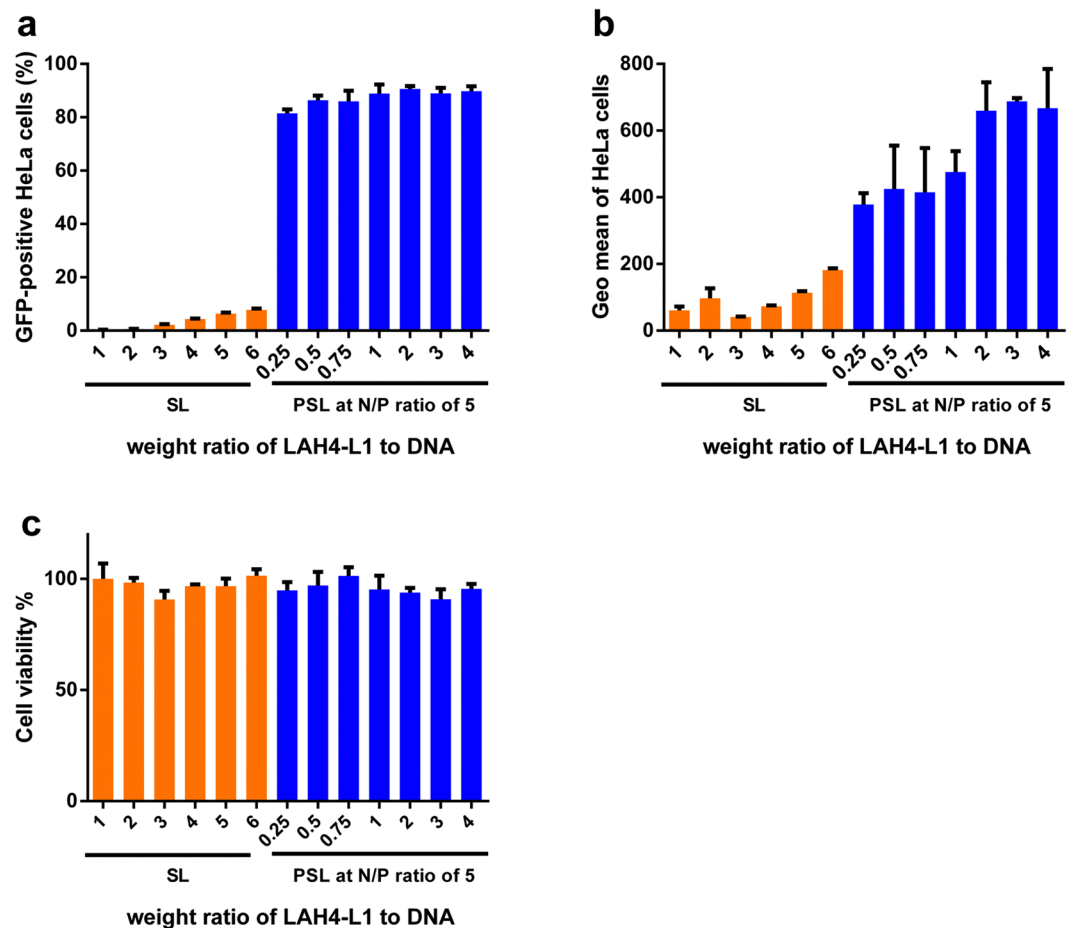 a
GFP-positive HeLa cells (%)
100
80
60
40
20
0
1 2 3 4 5 6 0.25 0.5 0.75 1 2 3 4
SL PSL at N/P ratio of 5
weight ratio of LAH4-L1 to DNA
b
Geo mean of HeLa cells
800
600
400
200
0
1 2 3 4 5 6 0.25 0.5 0.75 1 2 3 4
SL PSL at N/P ratio of 5
weight ratio of LAH4-L1 to DNA
c
Cell viability %
100
50
0
1 2 3 4 5 6 0.25 0.5 0.75 1 2 3 4
SL PSL at N/P ratio of 5
weight ratio of LAH4-L1 to DNA